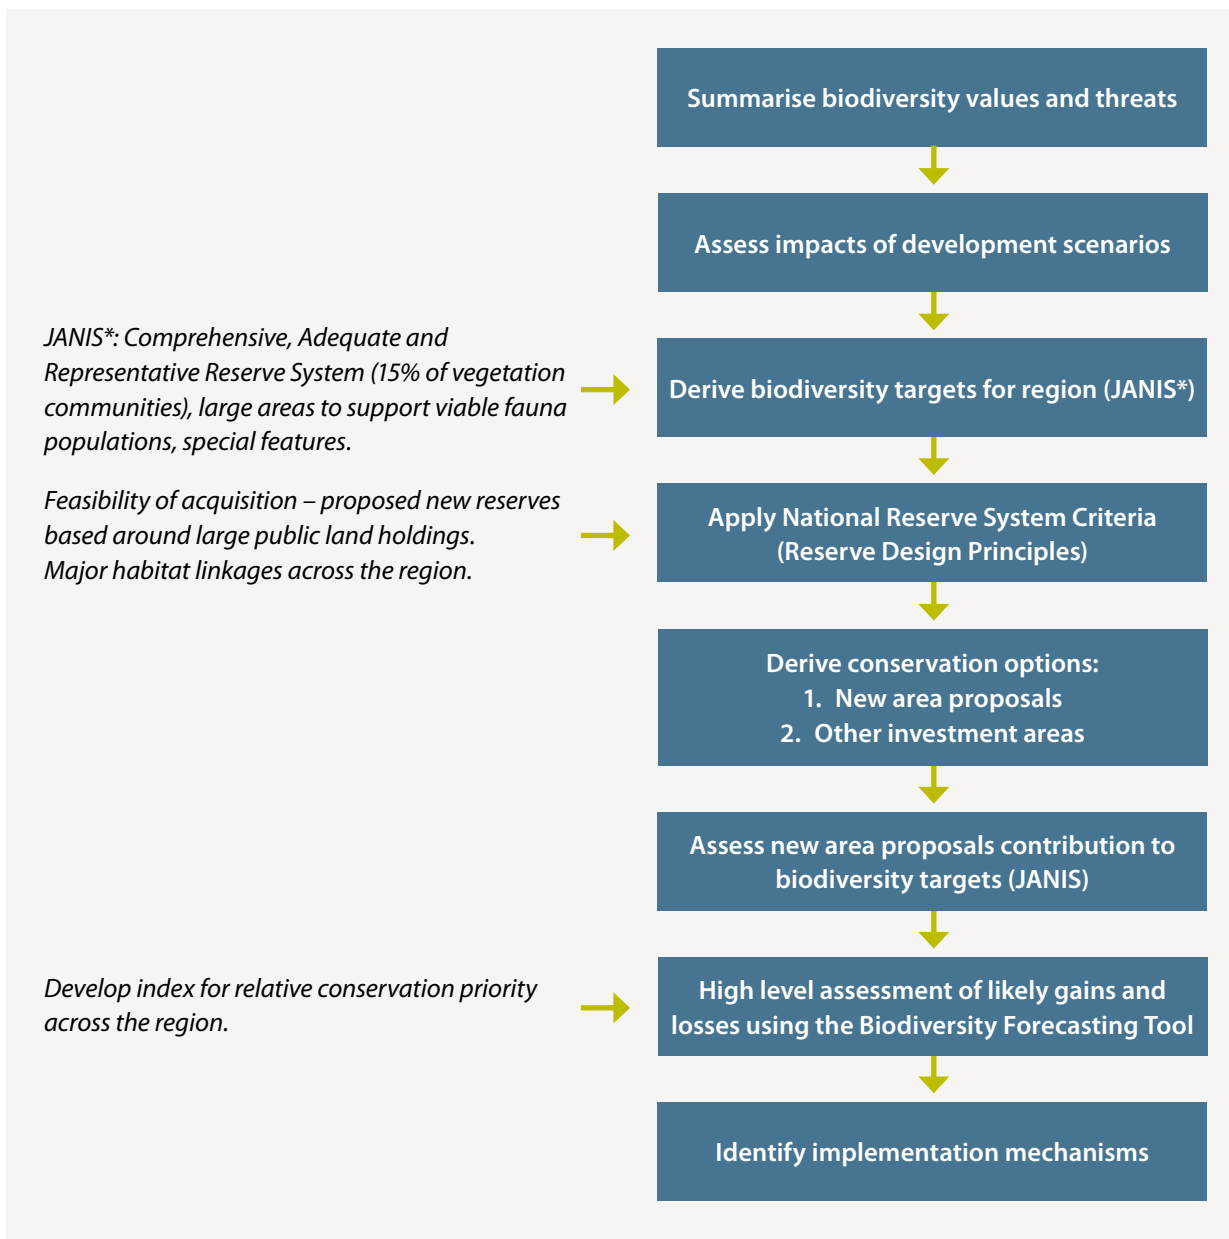 Summarise biodiversity values and threats
Assess impacts of development scenarios
JANIS*: Comprehensive, Adequate and
Representative Reserve System (15% of vegetation
communities), large areas to support viable fauna
populations, special features.
Derive biodiversity targets for region (JANIS*)
Feasibility of acquisition – proposed new reserves
based around large public land holdings.
Major habitat linkages across the region.
Apply National Reserve System Criteria
(Reserve Design Principles)
Derive conservation options:
1. New area proposals
2. Other investment areas
Assess new area proposals contribution to
biodiversity targets (JANIS)
Develop index for relative conservation priority
across the region.
High level assessment of likely gains and
losses using the Biodiversity Forecasting Tool
Identify implementation mechanisms